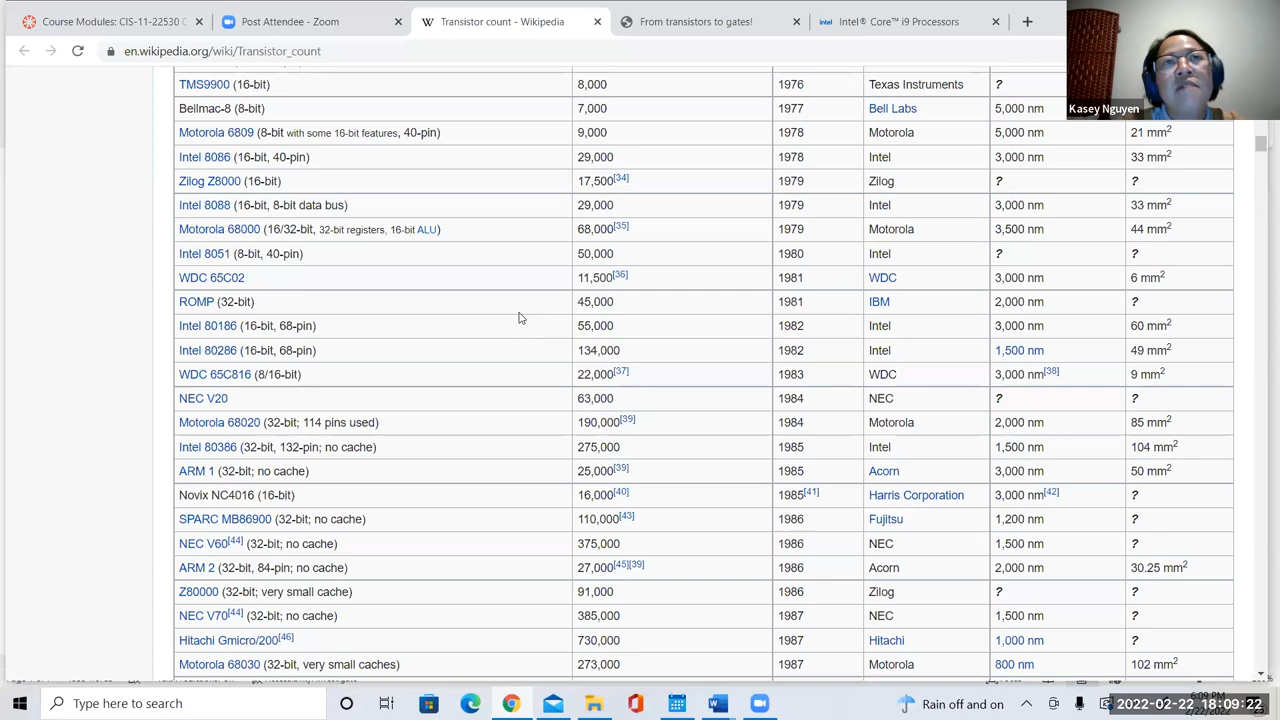 Course Modules: CIS-11-22530 C
Post Attendee - Zoom
Transistor count - Wikipedia
From transistors to gates!
Intel® Core™ i9 Processors
en.wikipedia.org/wiki/Transistor_count
Kasey Nguyen
TMS9900 (16-bit) 8,000 1976 Texas Instruments ?
Bellmac-8 (8-bit) 7,000 1977 Bell Labs 5,000 nm
Motorola 6809 (8-bit with some 16-bit features, 40-pin) 9,000 1978 Motorola 5,000 nm 21 mm2
Intel 8086 (16-bit, 40-pin) 29,000 1978 Intel 3,000 nm 33 mm2
Zilog Z8000 (16-bit) 17,500[34] 1979 Zilog ? ?
Intel 8088 (16-bit, 8-bit data bus) 29,000 1979 Intel 3,000 nm 33 mm2
Motorola 68000 (16/32-bit, 32-bit registers, 16-bit ALU) 68,000[35] 1979 Motorola 3,500 nm 44 mm2
Intel 8051 (8-bit, 40-pin) 50,000 1980 Intel ? ?
WDC 65C02 11,500[36] 1981 WDC 3,000 nm 6 mm2
ROMP (32-bit) 45,000 1981 IBM 2,000 nm ?
Intel 80186 (16-bit, 68-pin) 55,000 1982 Intel 3,000 nm 60 mm2
Intel 80286 (16-bit, 68-pin) 134,000 1982 Intel 1,500 nm 49 mm2
WDC 65C816 (8/16-bit) 22,000[37] 1983 WDC 3,000 nm[38] 9 mm2
NEC V20 63,000 1984 NEC ? ?
Motorola 68020 (32-bit; 114 pins used) 190,000[39] 1984 Motorola 2,000 nm 85 mm2
Intel 80386 (32-bit, 132-pin; no cache) 275,000 1985 Intel 1,500 nm 104 mm2
ARM 1 (32-bit; no cache) 25,000[39] 1985 Acorn 3,000 nm 50 mm2
Novix NC4016 (16-bit) 16,000[40] 1985[41] Harris Corporation 3,000 nm[42] ?
SPARC MB86900 (32-bit; no cache) 110,000[43] 1986 Fujitsu 1,200 nm ?
NEC V60[44] (32-bit; no cache) 375,000 1986 NEC 1,500 nm ?
ARM 2 (32-bit, 84-pin; no cache) 27,000[45][39] 1986 Acorn 2,000 nm 30.25 mm2
Z80000 (32-bit; very small cache) 91,000 1986 Zilog ? ?
NEC V70[44] (32-bit; no cache) 385,000 1987 NEC 1,500 nm ?
Hitachi Gmicro/200[46] 730,000 1987 Hitachi 1,000 nm ?
Motorola 68030 (32-bit, very small caches) 273,000 1987 Motorola 800 nm 102 mm2
Type here to search
Rain off and on
6:09 PM
2022-02-22 18:09:22